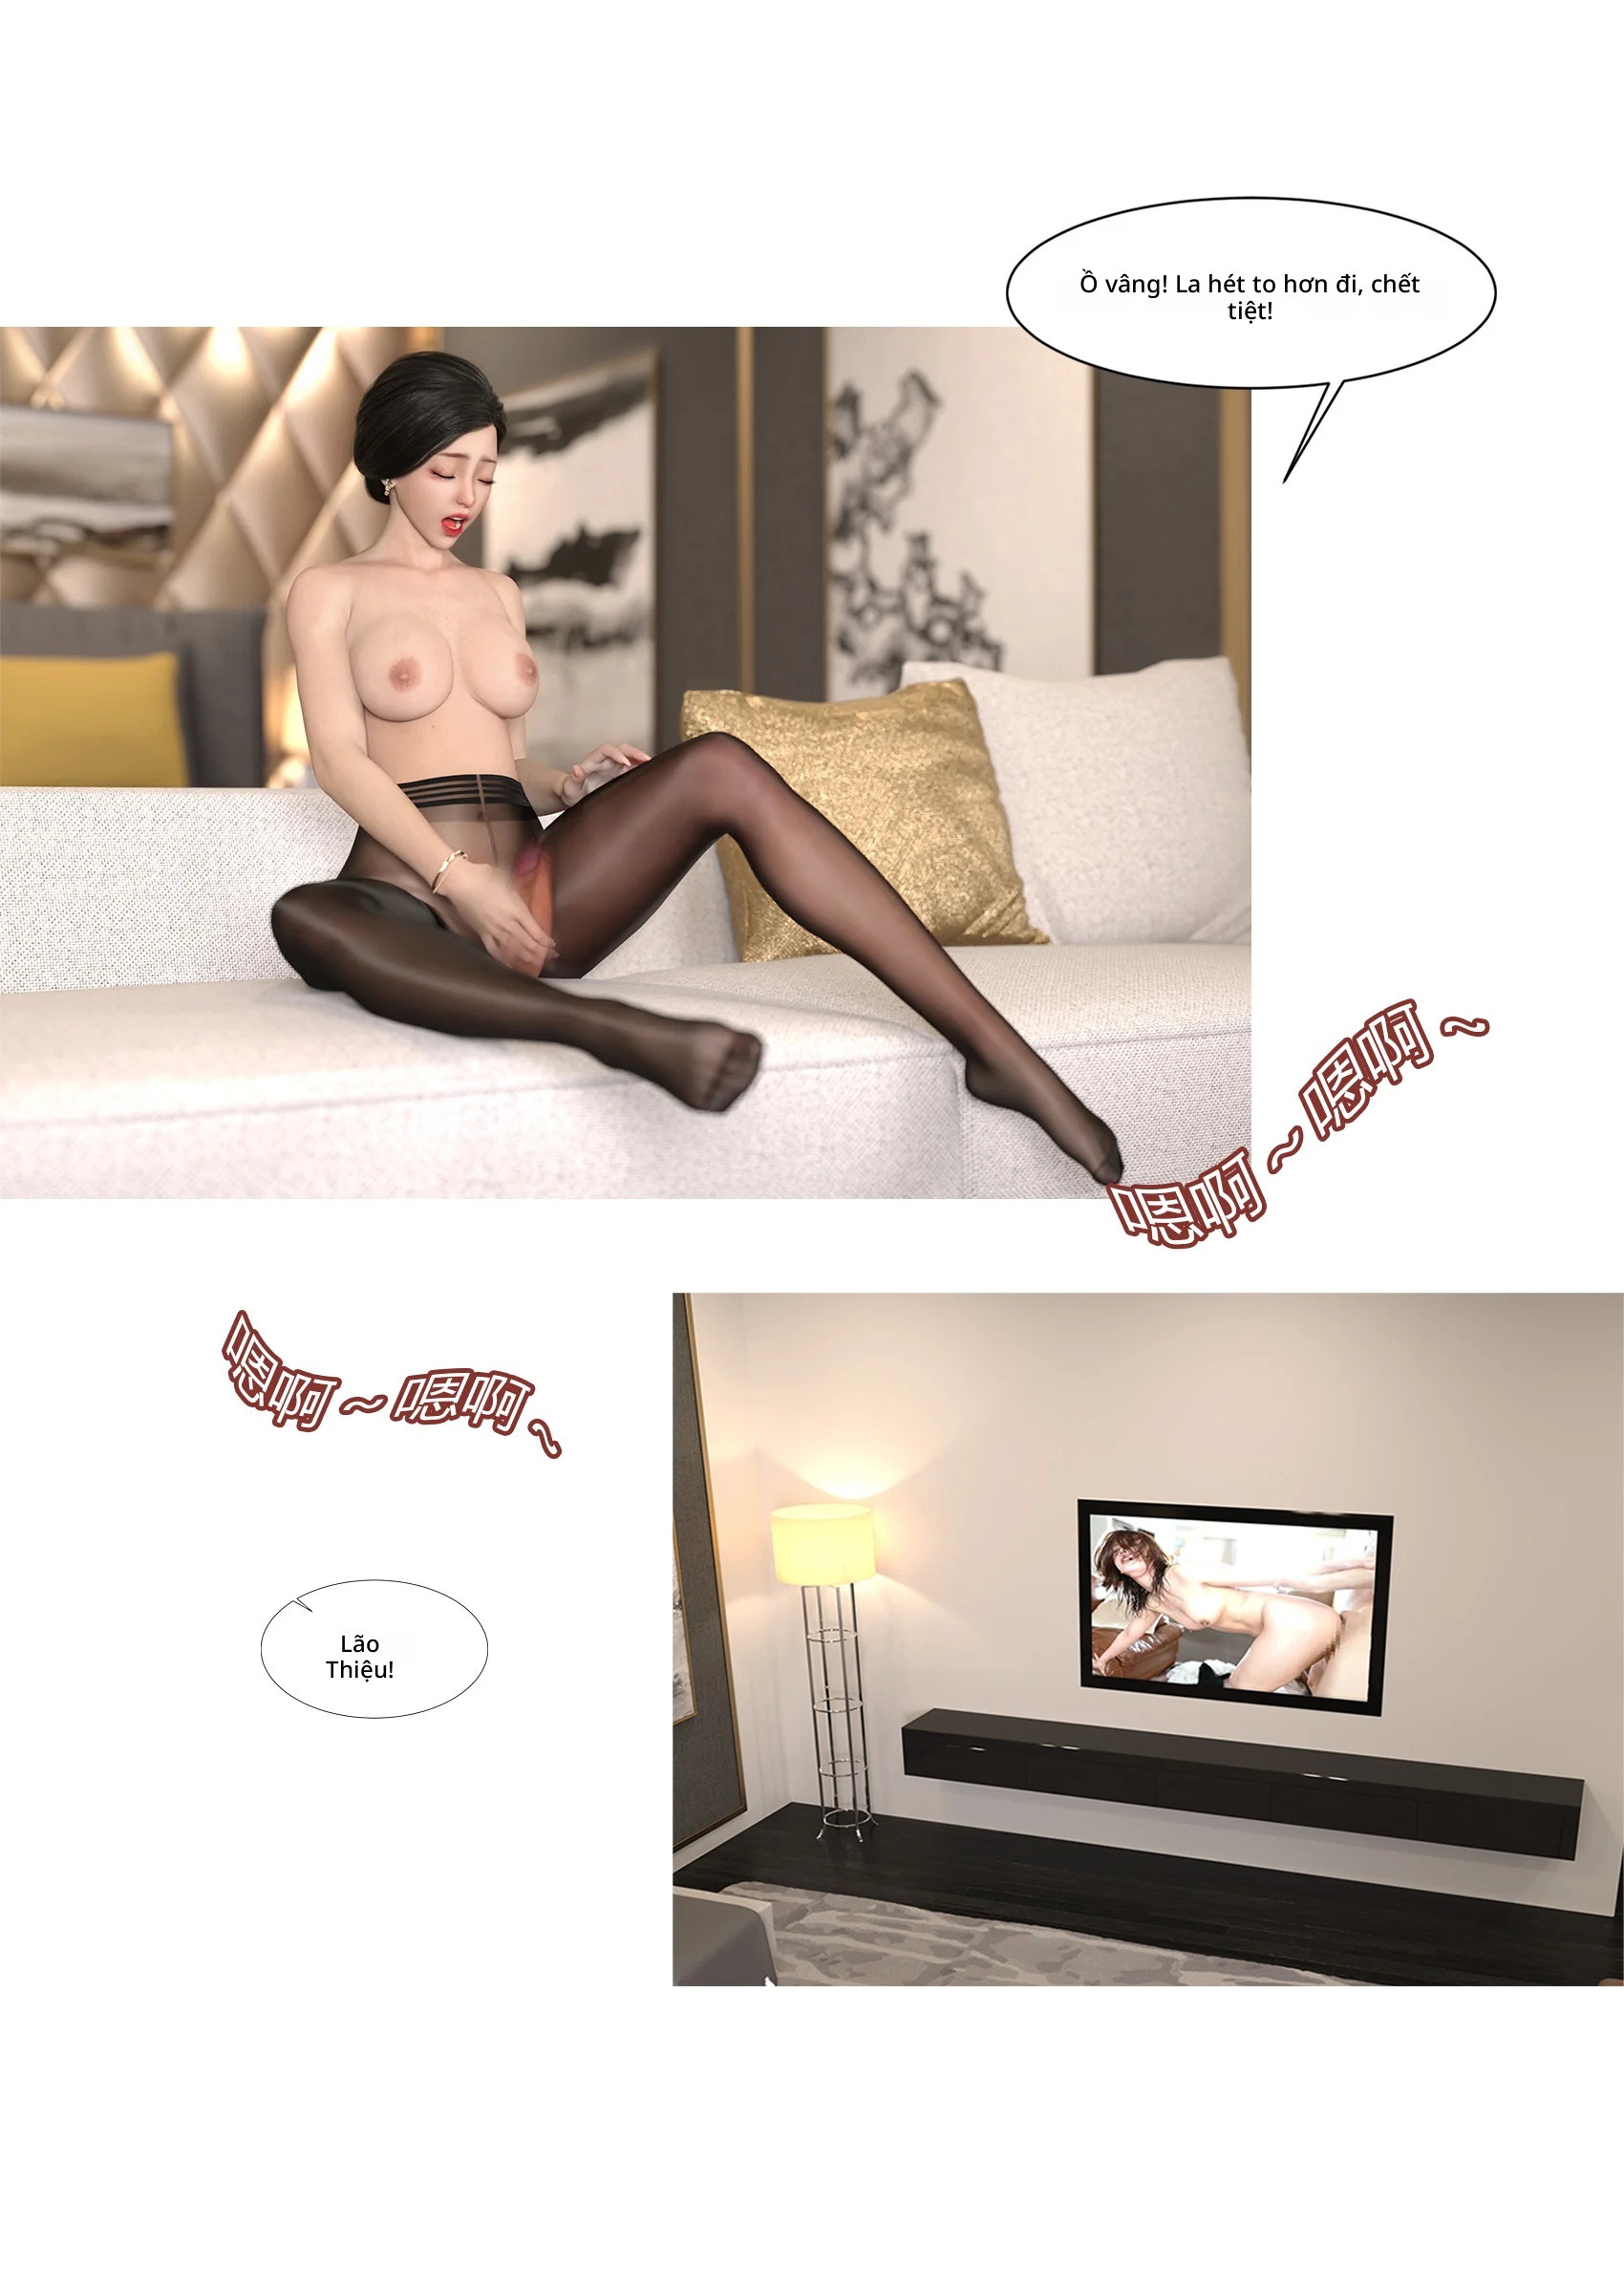 Ồ vâng! La hét to hơn đi, chết
tiệt!
嗯啊～嗯啊～
嗯啊～嗯啊～
Lão
Thiệu!